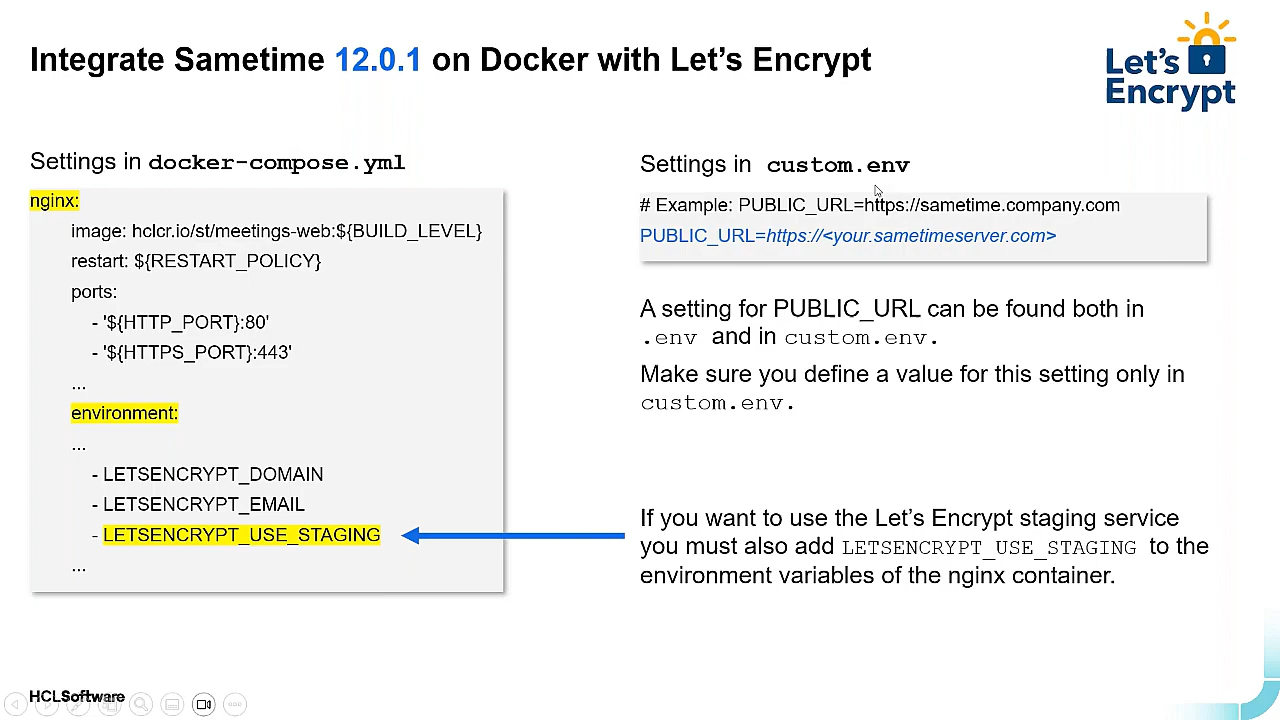 Integrate Sametime 12.0.1 on Docker with Let’s Encrypt
Let’s
Encrypt
Settings in docker-compose.yml
nginx:
image: hclcr.io/st/meetings-web:${BUILD_LEVEL}
restart: ${RESTART_POLICY}
ports:
- '${HTTP_PORT}:80'
- '${HTTPS_PORT}:443'
...
environment:
...
- LETSENCRYPT_DOMAIN
- LETSENCRYPT_EMAIL
- LETSENCRYPT_USE_STAGING
...
Settings in custom.env
# Example: PUBLIC_URL=https://sametime.company.com
PUBLIC_URL=https://<your.sametimeserver.com>
A setting for PUBLIC_URL can be found both in
.env and in custom.env.
Make sure you define a value for this setting only in
custom.env.
If you want to use the Let’s Encrypt staging service
you must also add LETSENCRYPT_USE_STAGING to the
environment variables of the nginx container.
HCLSoftware